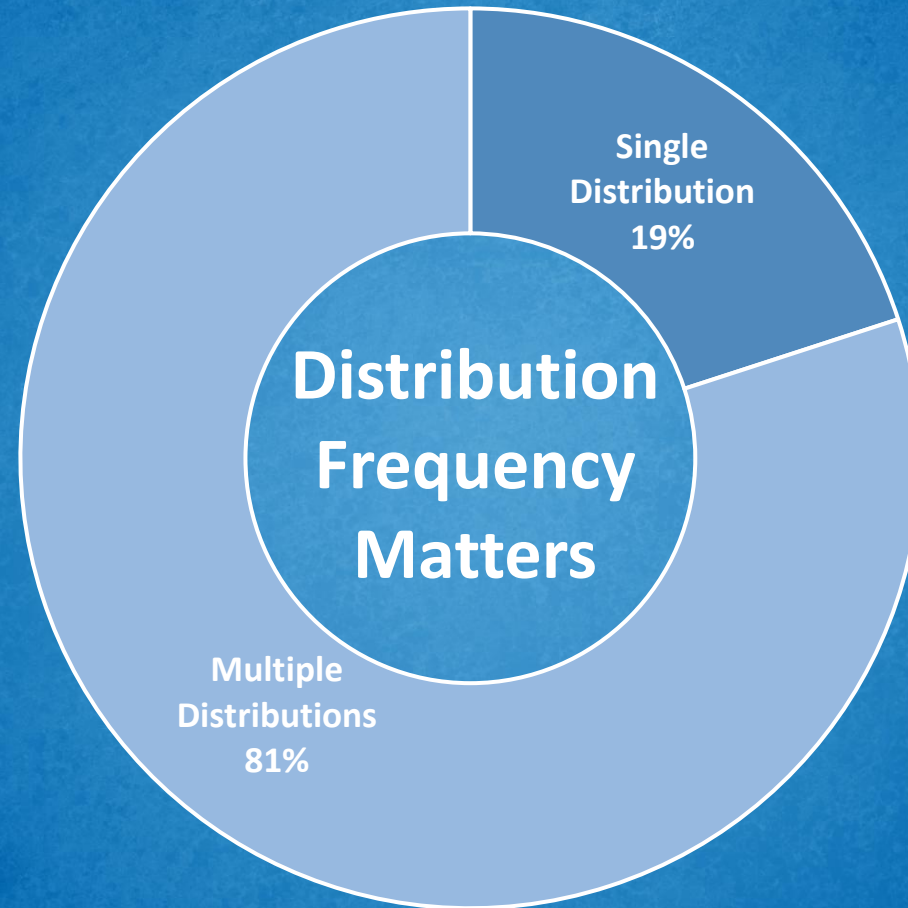 Single
Distribution
19%
Distribution
Frequency
Matters
Multiple
Distributions
81%